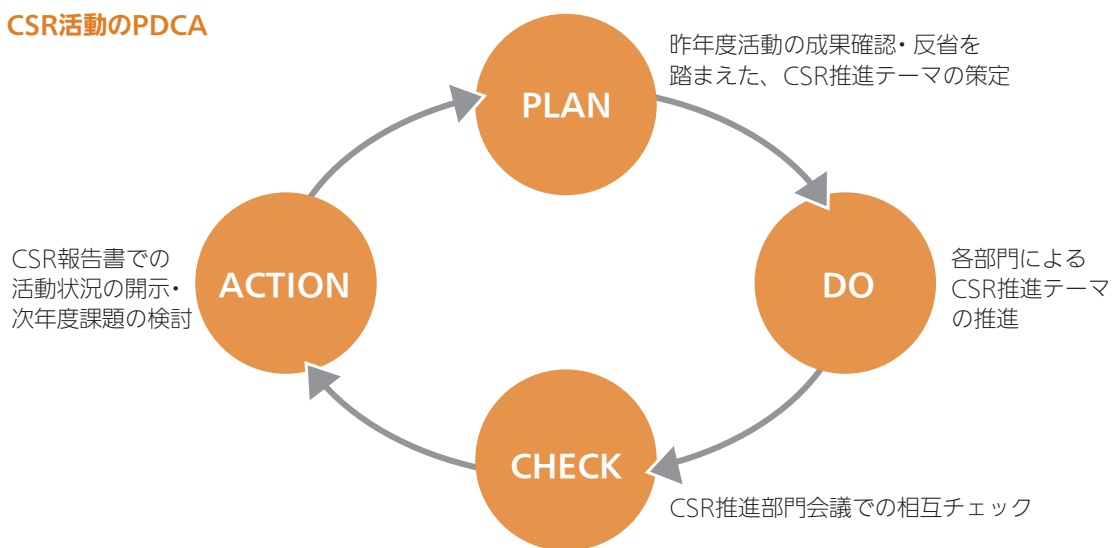 CSR活動のPDCA
PLAN
昨年度活動の成果確認・反省を
踏まえた、CSR推進テーマの策定
DO
各部門による
CSR推進テーマ
の推進
CHECK
CSR推進部門会議での相互チェック
ACTION
CSR報告書での
活動状況の開示・
次年度課題の検討